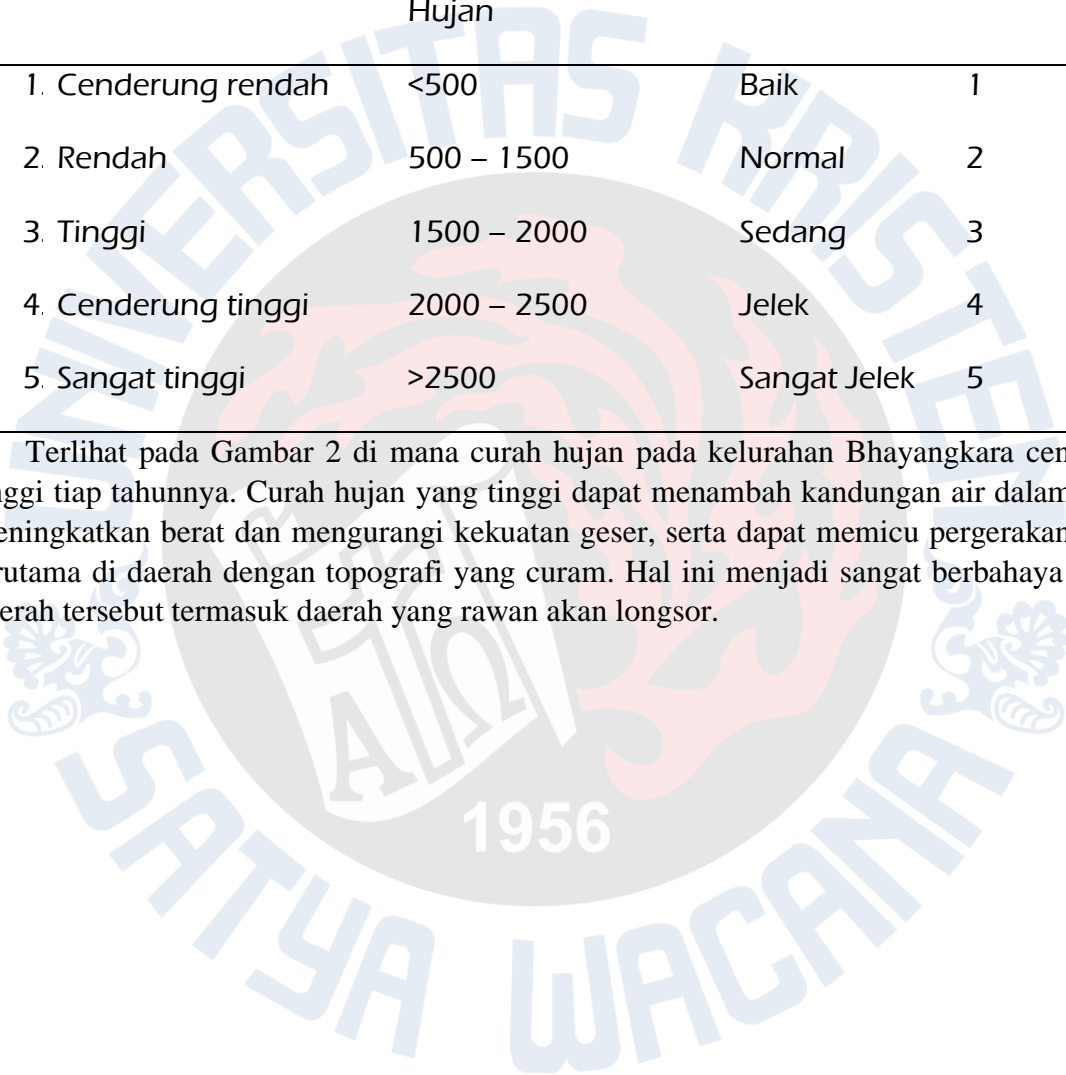 Hujan
1. Cenderung rendah <500 Baik 1
2. Rendah 500 – 1500 Normal 2
3. Tinggi 1500 – 2000 Sedang 3
4. Cenderung tinggi 2000 – 2500 Jelek 4
5. Sangat tinggi >2500 Sangat Jelek 5
Terlihat pada Gambar 2 di mana curah hujan pada kelurahan Bhayangkara cen
nggi tiap tahunnya. Curah hujan yang tinggi dapat menambah kandungan air dalam
eningkatkan berat dan mengurangi kekuatan geser, serta dapat memicu pergerakan
rutama di daerah dengan topografi yang curam. Hal ini menjadi sangat berbahaya
erah tersebut termasuk daerah yang rawan akan longsor.
UNIVERSITAS KRISTEN
SATYA WACANA
A Ω
1956